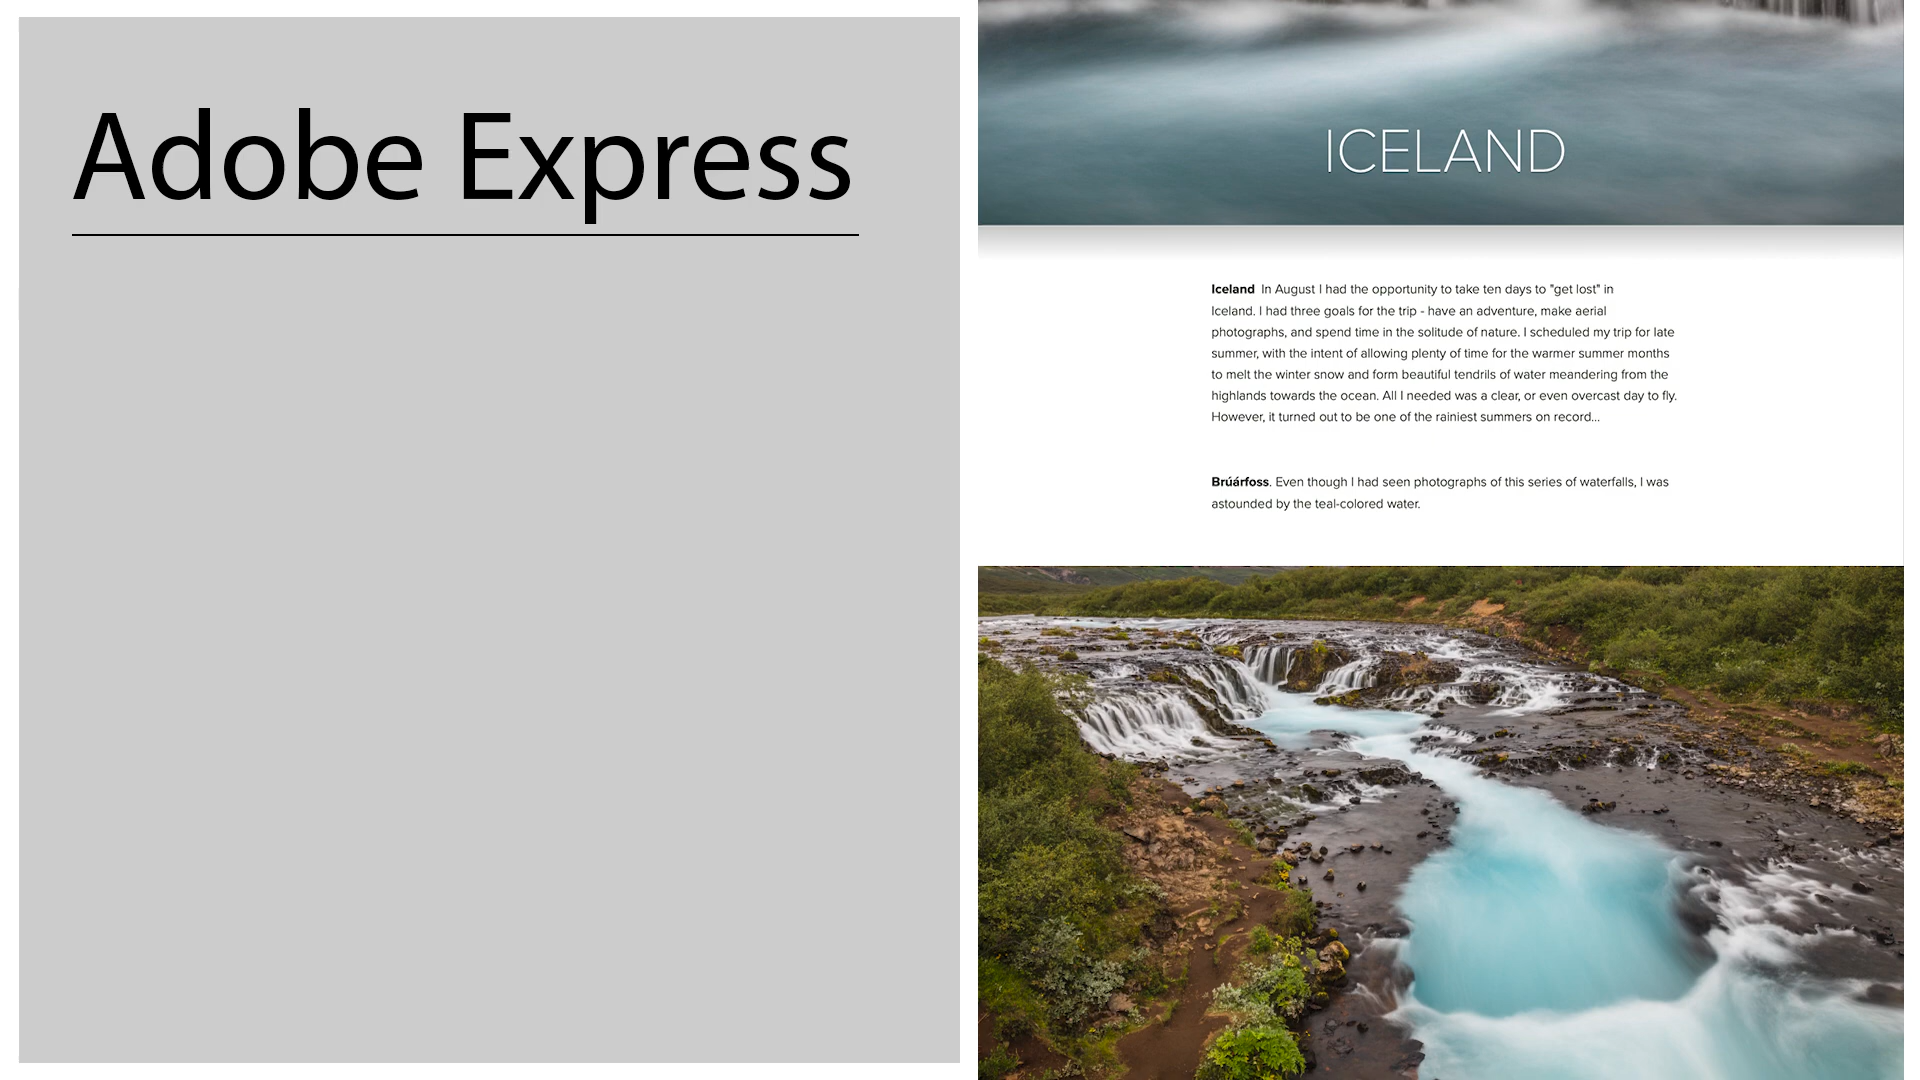 Adobe Express
ICELAND
Iceland In August I had the opportunity to take ten days to "get lost" in
Iceland. I had three goals for the trip - have an adventure, make aerial
photographs, and spend time in the solitude of nature. I scheduled my trip for late
summer, with the intent of allowing plenty of time for the warmer summer months
to melt the winter snow and form beautiful tendrils of water meandering from the
highlands towards the ocean. All I needed was a clear, or even overcast day to fly.
However, it turned out to be one of the rainiest summers on record...
Brúárfoss. Even though I had seen photographs of this series of waterfalls, I was
astounded by the teal-colored water.